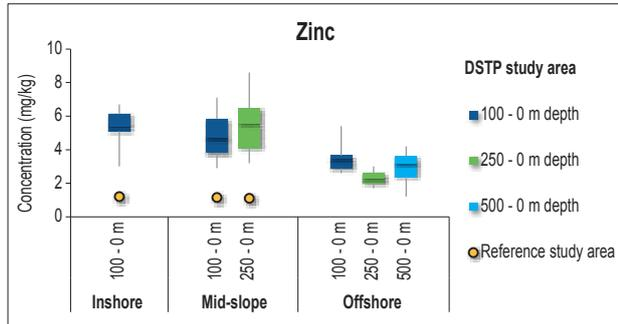 Zinc
Concentration (mg/kg)
10
8
6
4
2
0
100 - 0 m
100 - 0 m
250 - 0 m
100 - 0 m
250 - 0 m
500 - 0 m
Inshore
Mid-slope
Offshore
DSTP study area
100 - 0 m depth
250 - 0 m depth
500 - 0 m depth
Reference study area